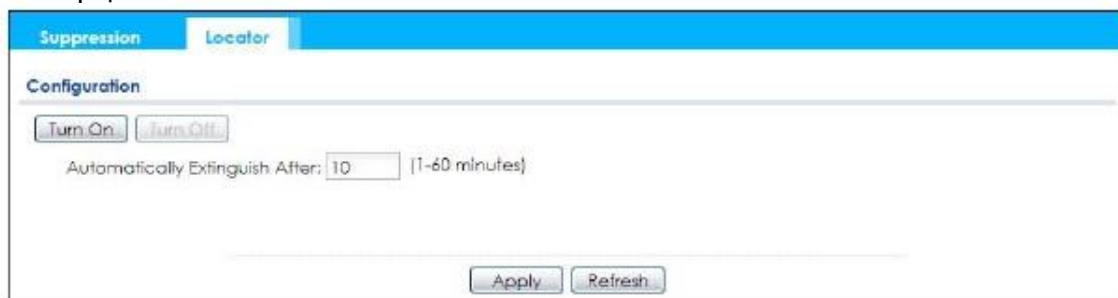 Suppression Locator
Configuration
Turn On Turn Off
Automatically Extinguish After: 10 (1-60 minutes)
Apply Refresh